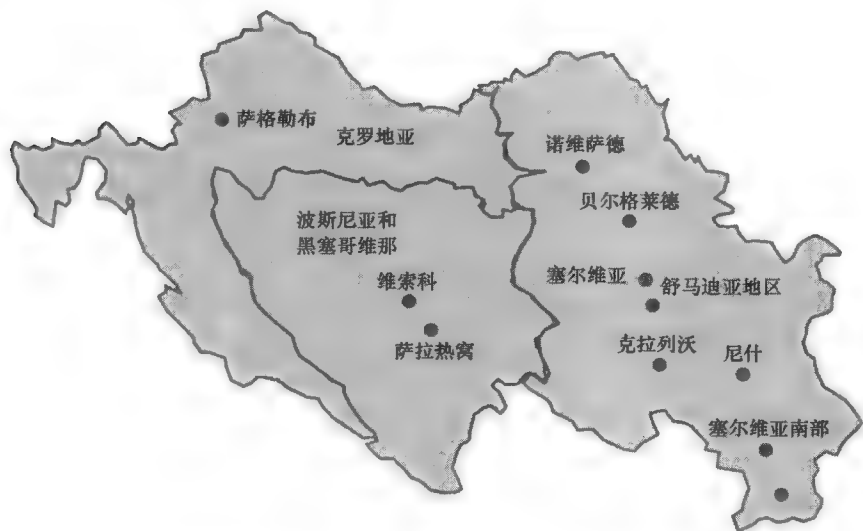 萨格勒布
克罗地亚
诺维萨德
贝尔格莱德
波斯尼亚和
黑塞哥维那
塞尔维亚
舒马迪亚地区
维索科
萨拉热窝
克拉列沃
尼什
塞尔维亚南部